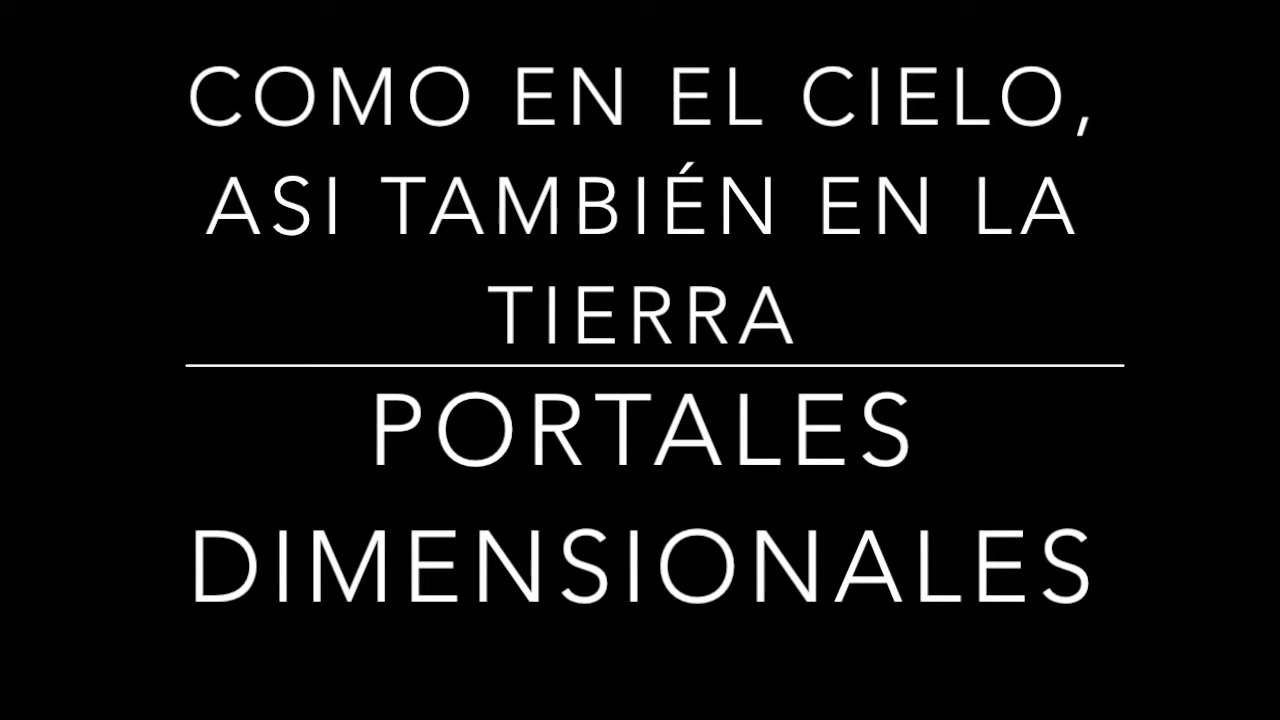 COMO EN EL CIELO,
ASI TAMBIÉN EN LA
TIERRA
PORTALES
DIMENSIONALES